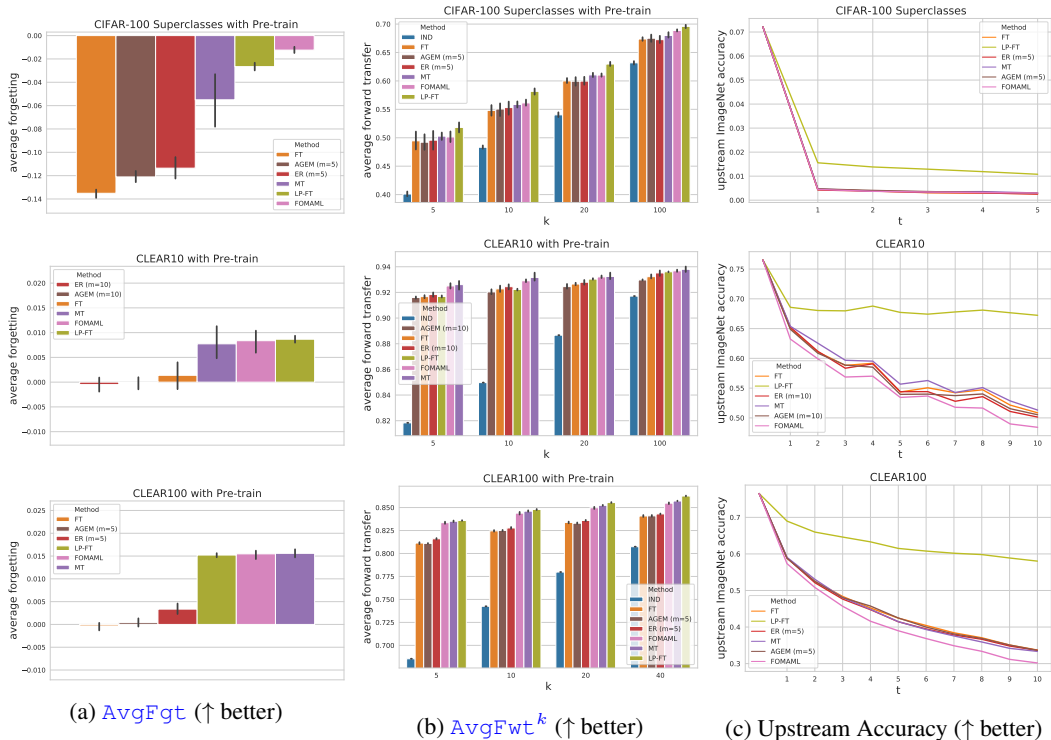 CIFAR-100 Superclasses with Pre-train
0.00
−0.02
−0.04
−0.06
−0.08
−0.10
−0.12
−0.14
average forgetting
Method
FT
AGEM (m=5)
ER (m=5)
MT
LP-FT
FOMAML
CIFAR-100 Superclasses with Pre-train
0.70
0.65
0.60
0.55
0.50
0.45
0.40
average forward transfer
Method
IND
FT
AGEM (m=5)
ER (m=5)
MT
FOMAML
LP-FT
5 10 20 100
k
CIFAR-100 Superclasses
0.07
0.06
0.05
0.04
0.03
0.02
0.01
0.00
upstream ImageNet accuracy
Method
FT
LP-FT
ER (m=5)
MT
AGEM (m=5)
FOMAML
1 2 3 4 5
t
CLEAR10 with Pre-train
0.020
0.015
0.010
0.005
0.000
−0.005
−0.010
average forgetting
Method
ER (m=10)
AGEM (m=10)
FT
MT
FOMAML
LP-FT
CLEAR10 with Pre-train
0.94
0.92
0.90
0.88
0.86
0.84
0.82
average forward transfer
Method
IND
AGEM (m=10)
FT
ER (m=10)
LP-FT
FOMAML
MT
5 10 20 100
k
CLEAR10
0.75
0.70
0.65
0.60
0.55
0.50
upstream ImageNet accuracy
Method
FT
LP-FT
MT
ER (m=10)
AGEM (m=10)
FOMAML
1 2 3 4 5 6 7 8 9 10
t
CLEAR100 with Pre-train
0.025
0.020
0.015
0.010
0.005
0.000
−0.005
−0.010
average forgetting
Method
FT
AGEM (m=5)
ER (m=5)
LP-FT
FOMAML
MT
CLEAR100 with Pre-train
0.850
0.825
0.800
0.775
0.750
0.725
0.700
average forward transfer
Method
IND
FT
AGEM (m=5)
ER (m=5)
FOMAML
MT
LP-FT
5 10 20 40
k
CLEAR100
0.7
0.6
0.5
0.4
0.3
upstream ImageNet accuracy
Method
FT
LP-FT
ER (m=5)
MT
AGEM (m=5)
FOMAML
1 2 3 4 5 6 7 8 9 10
t
(a) AvgFgt (↑ better)
(b) AvgFwt^k (↑ better)
(c) Upstream Accuracy (↑ better)